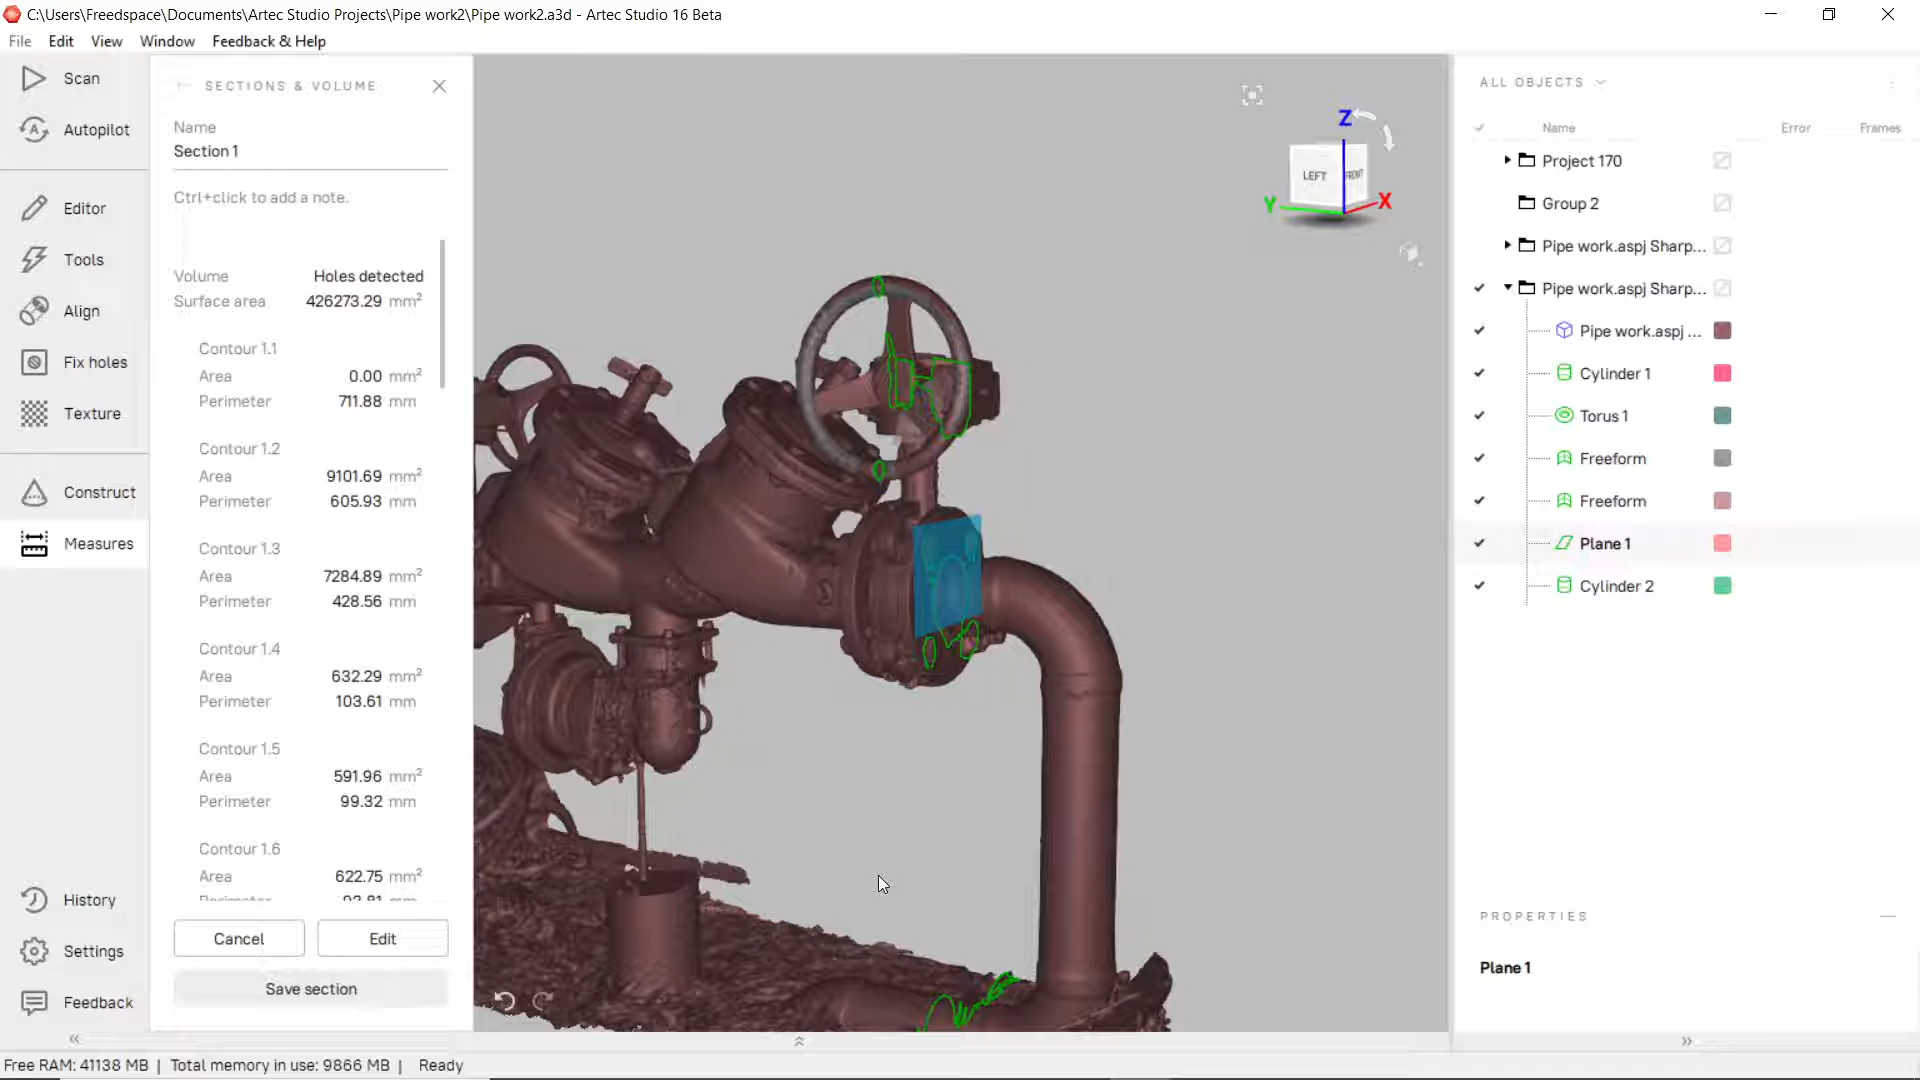 C:\Users\Freedspace\Documents\Artec Studio Projects\Pipe work2\Pipe work2.a3d - Artec Studio 16 Beta
File Edit View Window Feedback & Help
Scan
Autopilot
Editor
Tools
Align
Fix holes
Texture
Construct
Measures
History
Settings
Feedback
SECTIONS & VOLUME
Name
Section 1
Ctrl+click to add a note.
Volume Holes detected
Surface area 426273.29 mm²
Contour 1.1
Area 0.00 mm²
Perimeter 711.88 mm
Contour 1.2
Area 9101.69 mm²
Perimeter 605.93 mm
Contour 1.3
Area 7284.89 mm²
Perimeter 428.56 mm
Contour 1.4
Area 632.29 mm²
Perimeter 103.61 mm
Contour 1.5
Area 591.96 mm²
Perimeter 99.32 mm
Contour 1.6
Area 622.75 mm²
Perimeter 92.81 mm
Cancel Edit
Save section
Z
LEFT FRONT
Y X
ALL OBJECTS
Name Error Frames
Project 170
Group 2
Pipe work.aspj Sharp...
Pipe work.aspj Sharp...
Pipe work.aspj ...
Cylinder 1
Torus 1
Freeform
Freeform
Plane 1
Cylinder 2
PROPERTIES
Plane 1
Free RAM: 41138 MB | Total memory in use: 9866 MB | Ready